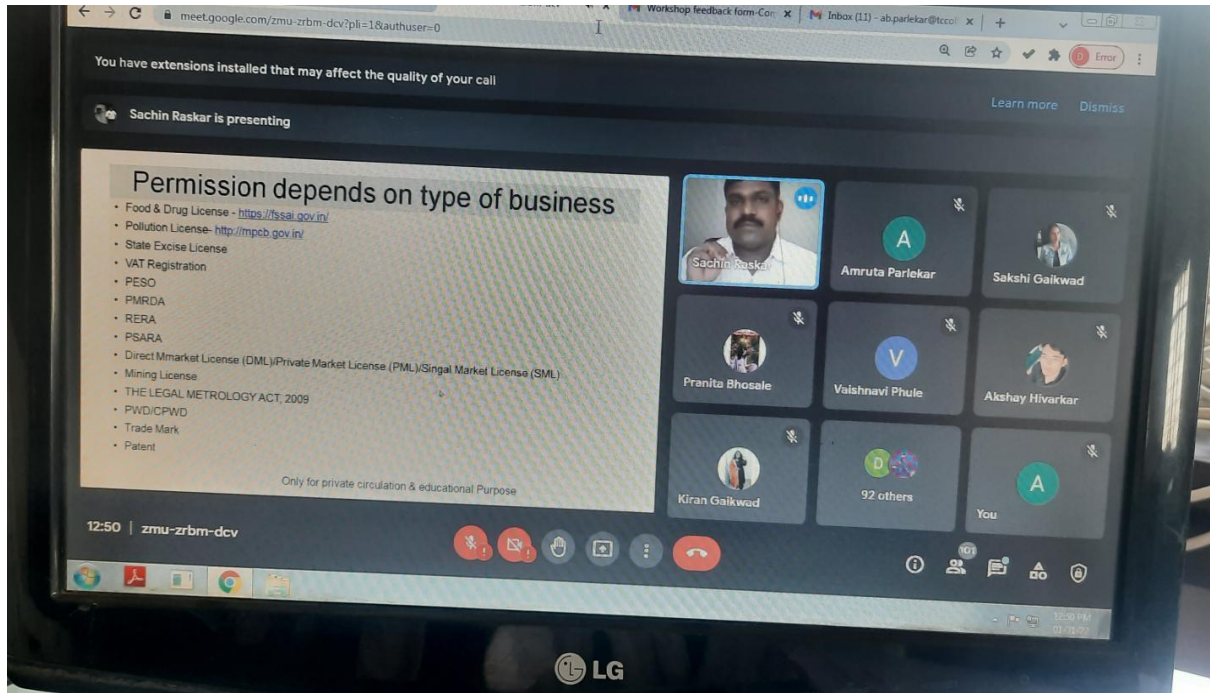 meet.google.com/zmu-zrbm-dcv?pli=1&authuser=0
Workshop feedback form-Con
Inbox (11) - ab.parlekar@tccol
Error
You have extensions installed that may affect the quality of your call
Learn more
Dismiss
Sachin Raskar is presenting
Permission depends on type of business
• Food & Drug License - https://fssai.gov.in/
• Pollution License- http://mpcb.gov.in/
• State Excise License
• VAT Registration
• PESO
• PMRDA
• RERA
• PSARA
• Direct Mmarket License (DML)/Private Market License (PML)/Singal Market License (SML)
• Mining License
• THE LEGAL METROLOGY ACT, 2009
• PWD/CPWD
• Trade Mark
• Patent
Only for private circulation & educational Purpose
Sachin Raskar
A
Amruta Parlekar
Sakshi Gaikwad
Pranita Bhosale
V
Vaishnavi Phule
Akshay Hivarkar
Kiran Gaikwad
D
92 others
A
You
12:50 | zmu-zrbm-dcv
101
12:50 PM
LG